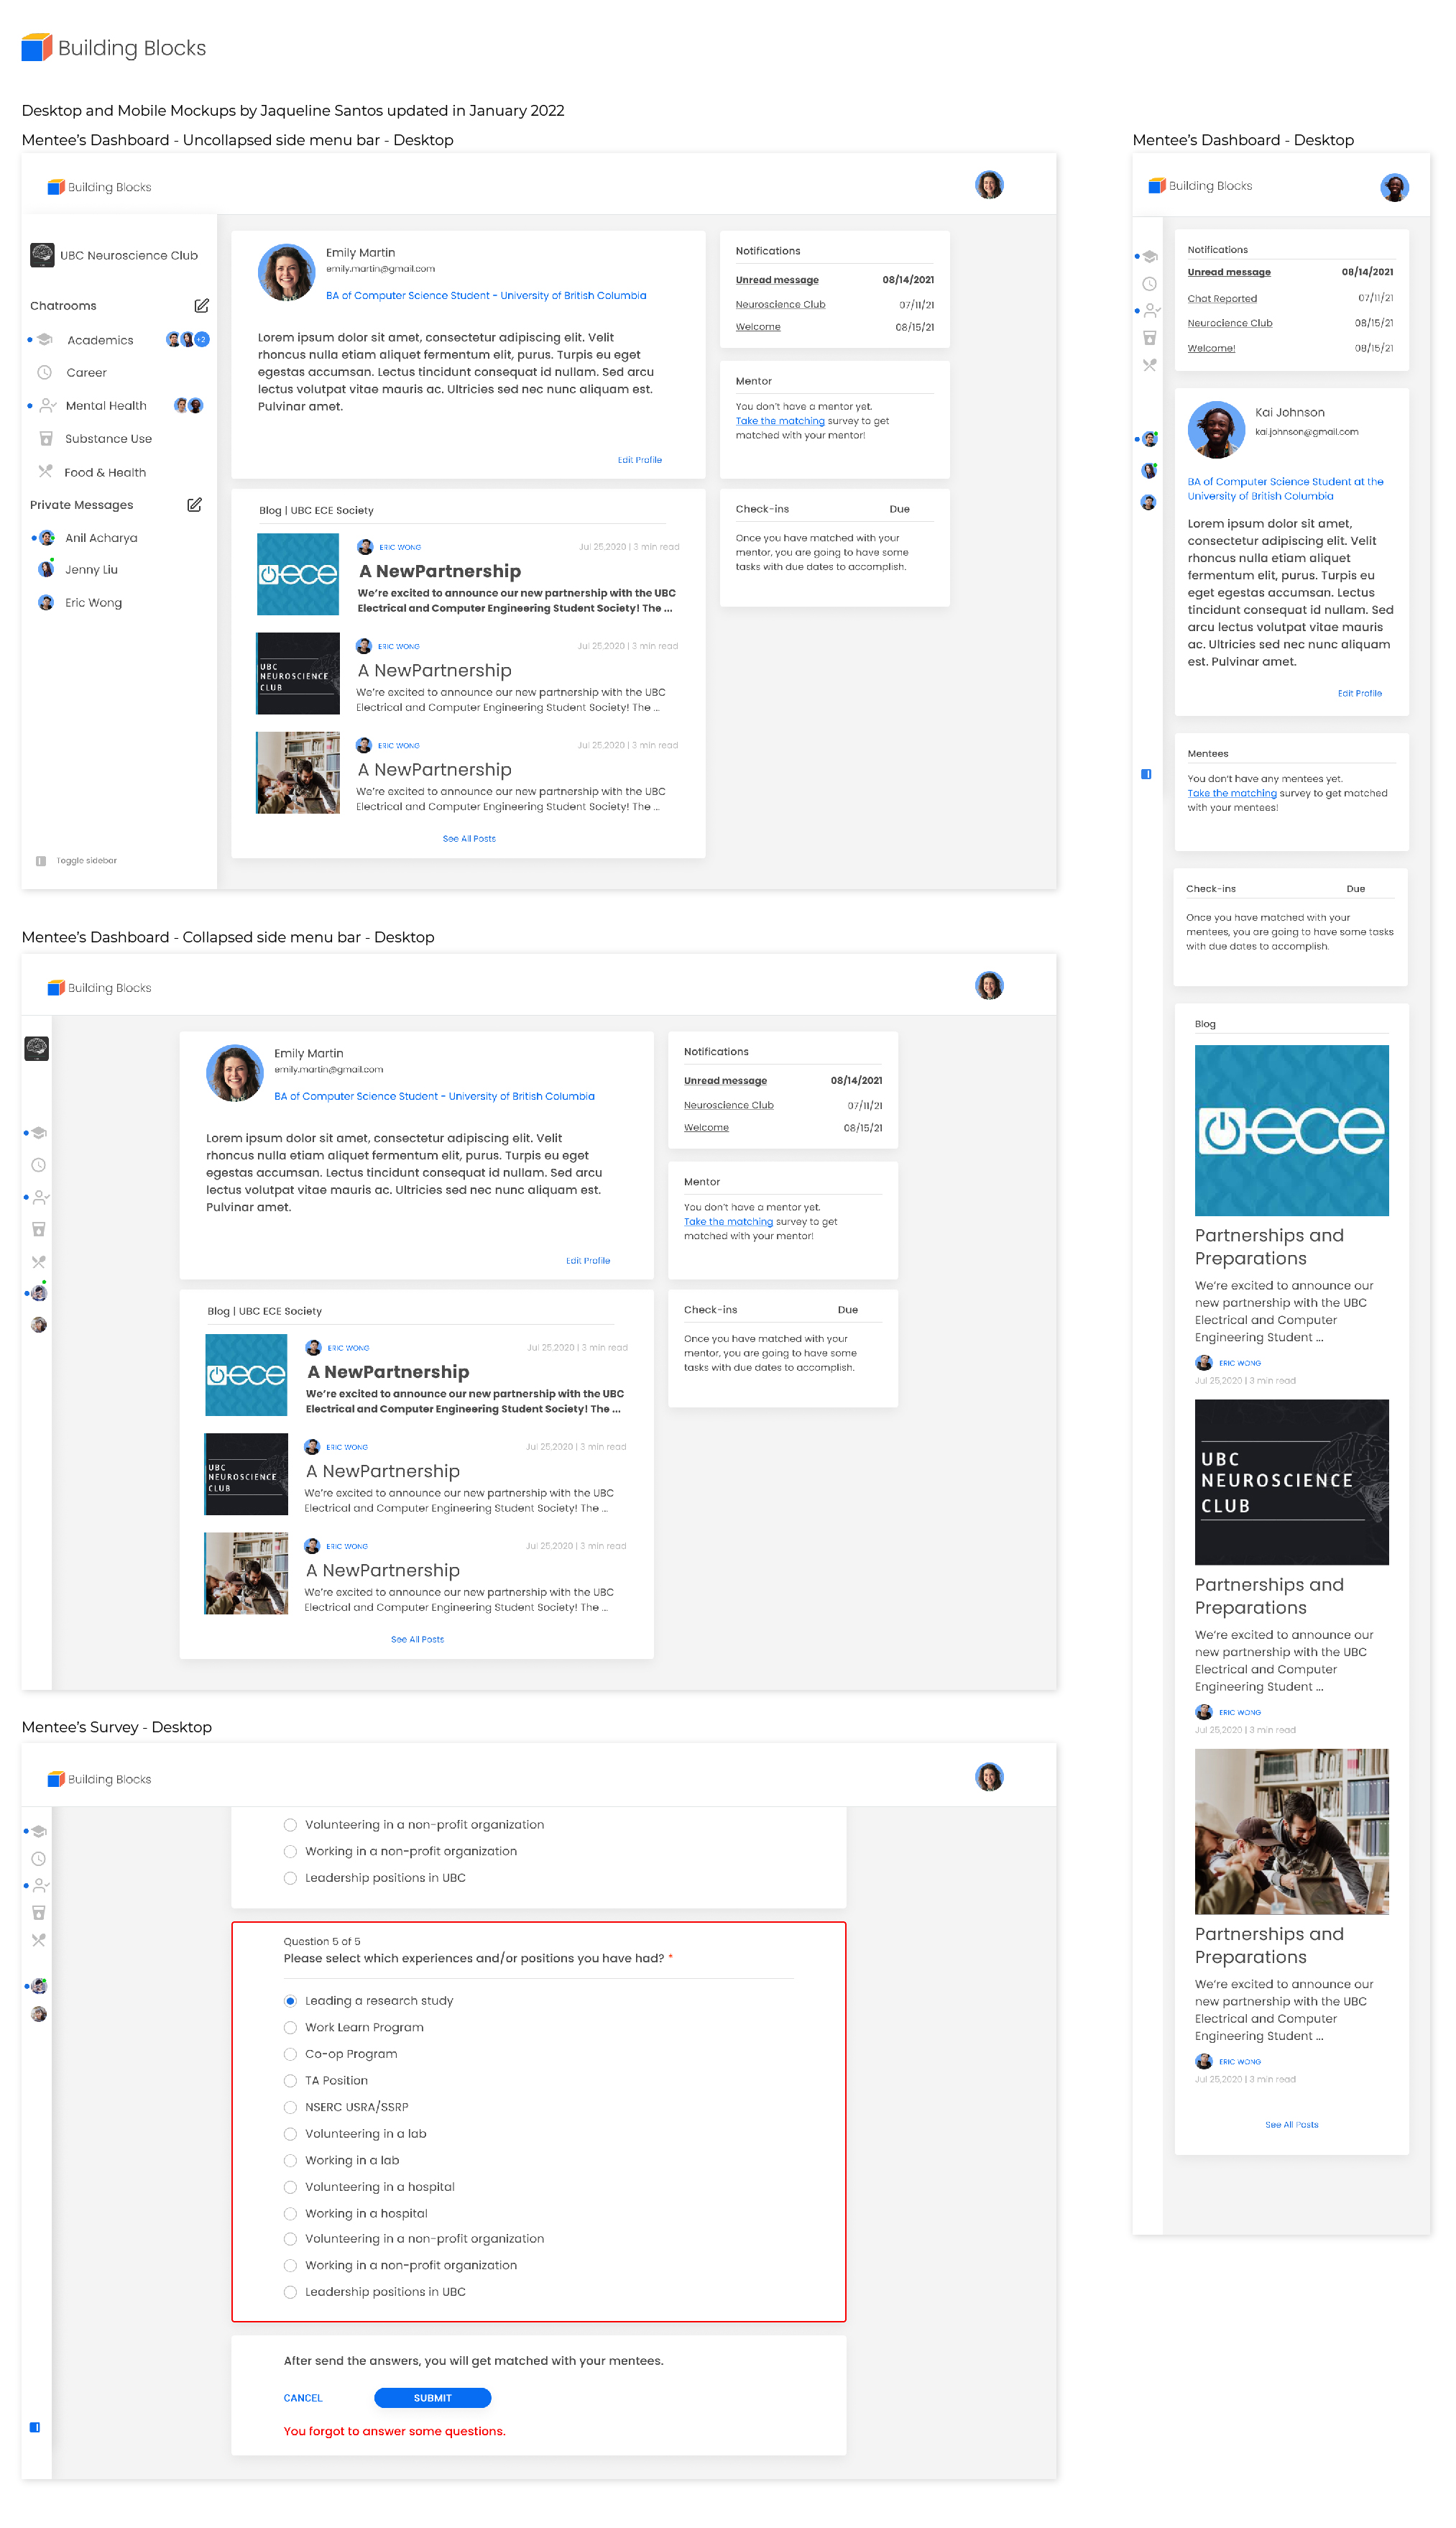 Building Blocks
Desktop and Mobile Mockups by Jaqueline Santos updated in January 2022
Mentee's Dashboard - Uncollapsed side menu bar - Desktop
Building Blocks
UBC Neuroscience Club
Chatrooms
Academics
+2
Career
Mental Health
Substance Use
Food & Health
Private Messages
Anil Acharya
Jenny Liu
Eric Wong
Toggle sidebar
Emily Martin
emily.martin@gmail.com
BA of Computer Science Student - University of British Columbia
Lorem ipsum dolor sit amet, consectetur adipiscing elit. Velit
rhoncus nulla etiam aliquet fermentum elit, purus. Turpis eu eget
egestas accumsan. Lectus tincidunt consequat id nullam. Sed arcu
lectus volutpat vitae mauris ac. Ultricies sed nec nunc aliquam est.
Pulvinar amet.
Edit Profile
Blog | UBC ECE Society
ece
ERIC WONG
Jul 25,2020 | 3 min read
A NewPartnership
We're excited to announce our new partnership with the UBC
Electrical and Computer Engineering Student Society! The ...
UBC
NEUROSCIENCE
CLUB
ERIC WONG
Jul 25,2020 | 3 min read
A NewPartnership
We're excited to announce our new partnership with the UBC
Electrical and Computer Engineering Student Society! The ...
ERIC WONG
Jul 25,2020 | 3 min read
A NewPartnership
We're excited to announce our new partnership with the UBC
Electrical and Computer Engineering Student Society! The ...
See All Posts
Notifications
Unread message 08/14/2021
Neuroscience Club 07/11/21
Welcome 08/15/21
Mentor
You don't have a mentor yet.
Take the matching survey to get
matched with your mentor!
Check-ins Due
Once you have matched with your
mentor, you are going to have some
tasks with due dates to accomplish.
Mentee's Dashboard - Collapsed side menu bar - Desktop
Building Blocks
Emily Martin
emily.martin@gmail.com
BA of Computer Science Student - University of British Columbia
Lorem ipsum dolor sit amet, consectetur adipiscing elit. Velit
rhoncus nulla etiam aliquet fermentum elit, purus. Turpis eu eget
egestas accumsan. Lectus tincidunt consequat id nullam. Sed arcu
lectus volutpat vitae mauris ac. Ultricies sed nec nunc aliquam est.
Pulvinar amet.
Edit Profile
Blog | UBC ECE Society
ece
ERIC WONG
Jul 25,2020 | 3 min read
A NewPartnership
We're excited to announce our new partnership with the UBC
Electrical and Computer Engineering Student Society! The ...
UBC
NEUROSCIENCE
CLUB
ERIC WONG
Jul 25,2020 | 3 min read
A NewPartnership
We're excited to announce our new partnership with the UBC
Electrical and Computer Engineering Student Society! The ...
ERIC WONG
Jul 25,2020 | 3 min read
A NewPartnership
We're excited to announce our new partnership with the UBC
Electrical and Computer Engineering Student Society! The ...
See All Posts
Notifications
Unread message 08/14/2021
Neuroscience Club 07/11/21
Welcome 08/15/21
Mentor
You don't have a mentor yet.
Take the matching survey to get
matched with your mentor!
Check-ins Due
Once you have matched with your
mentor, you are going to have some
tasks with due dates to accomplish.
Mentee's Survey - Desktop
Building Blocks
Volunteering in a non-profit organization
Working in a non-profit organization
Leadership positions in UBC
Question 5 of 5
Please select which experiences and/or positions you have had? *
Leading a research study
Work Learn Program
Co-op Program
TA Position
NSERC USRA/SSRP
Volunteering in a lab
Working in a lab
Volunteering in a hospital
Working in a hospital
Volunteering in a non-profit organization
Working in a non-profit organization
Leadership positions in UBC
After send the answers, you will get matched with your mentees.
CANCEL SUBMIT
You forgot to answer some questions.
Mentee's Dashboard - Desktop
Building Blocks
Notifications
Unread message 08/14/2021
Chat Reported 07/11/21
Neurocience Club 08/15/21
Welcome! 08/15/21
Kai Johnson
kai.johnson@gmail.com
BA of Computer Science Student at the
University of British Columbia
Lorem ipsum dolor sit amet,
consectetur adipiscing elit. Velit
rhoncus nulla etiam aliquet
fermentum elit, purus. Turpis eu
eget egestas accumsan. Lectus
tincidunt consequat id nullam. Sed
arcu lectus volutpat vitae mauris
ac. Ultricies sed nec nunc aliquam
est. Pulvinar amet.
Edit Profile
Mentees
You don't have any mentees yet.
Take the matching survey to get matched
with your mentees!
Check-ins Due
Once you have matched with your
mentees, you are going to have some tasks
with due dates to accomplish.
Blog
ece
Partnerships and
Preparations
We're excited to announce our
new partnership with the UBC
Electrical and Computer
Engineering Student ...
ERIC WONG
Jul 25,2020 | 3 min read
UBC
NEUROSCIENCE
CLUB
Partnerships and
Preparations
We're excited to announce our
new partnership with the UBC
Electrical and Computer
Engineering Student ...
ERIC WONG
Jul 25,2020 | 3 min read
Partnerships and
Preparations
We're excited to announce our
new partnership with the UBC
Electrical and Computer
Engineering Student ...
ERIC WONG
Jul 25,2020 | 3 min read
See All Posts